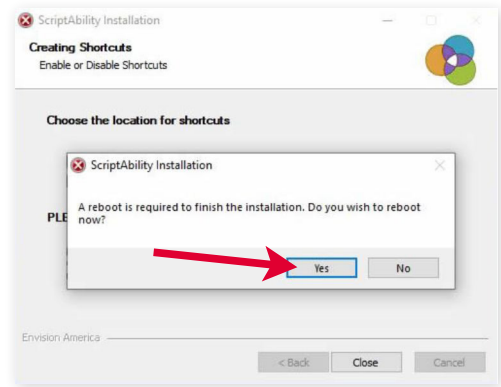 ScriptAbility Installation
Creating Shortcuts
Enable or Disable Shortcuts
Choose the location for shortcuts
ScriptAbility Installation
A reboot is required to finish the installation. Do you wish to reboot
now?
PLE
Yes No
Envision America
< Back Close Cancel